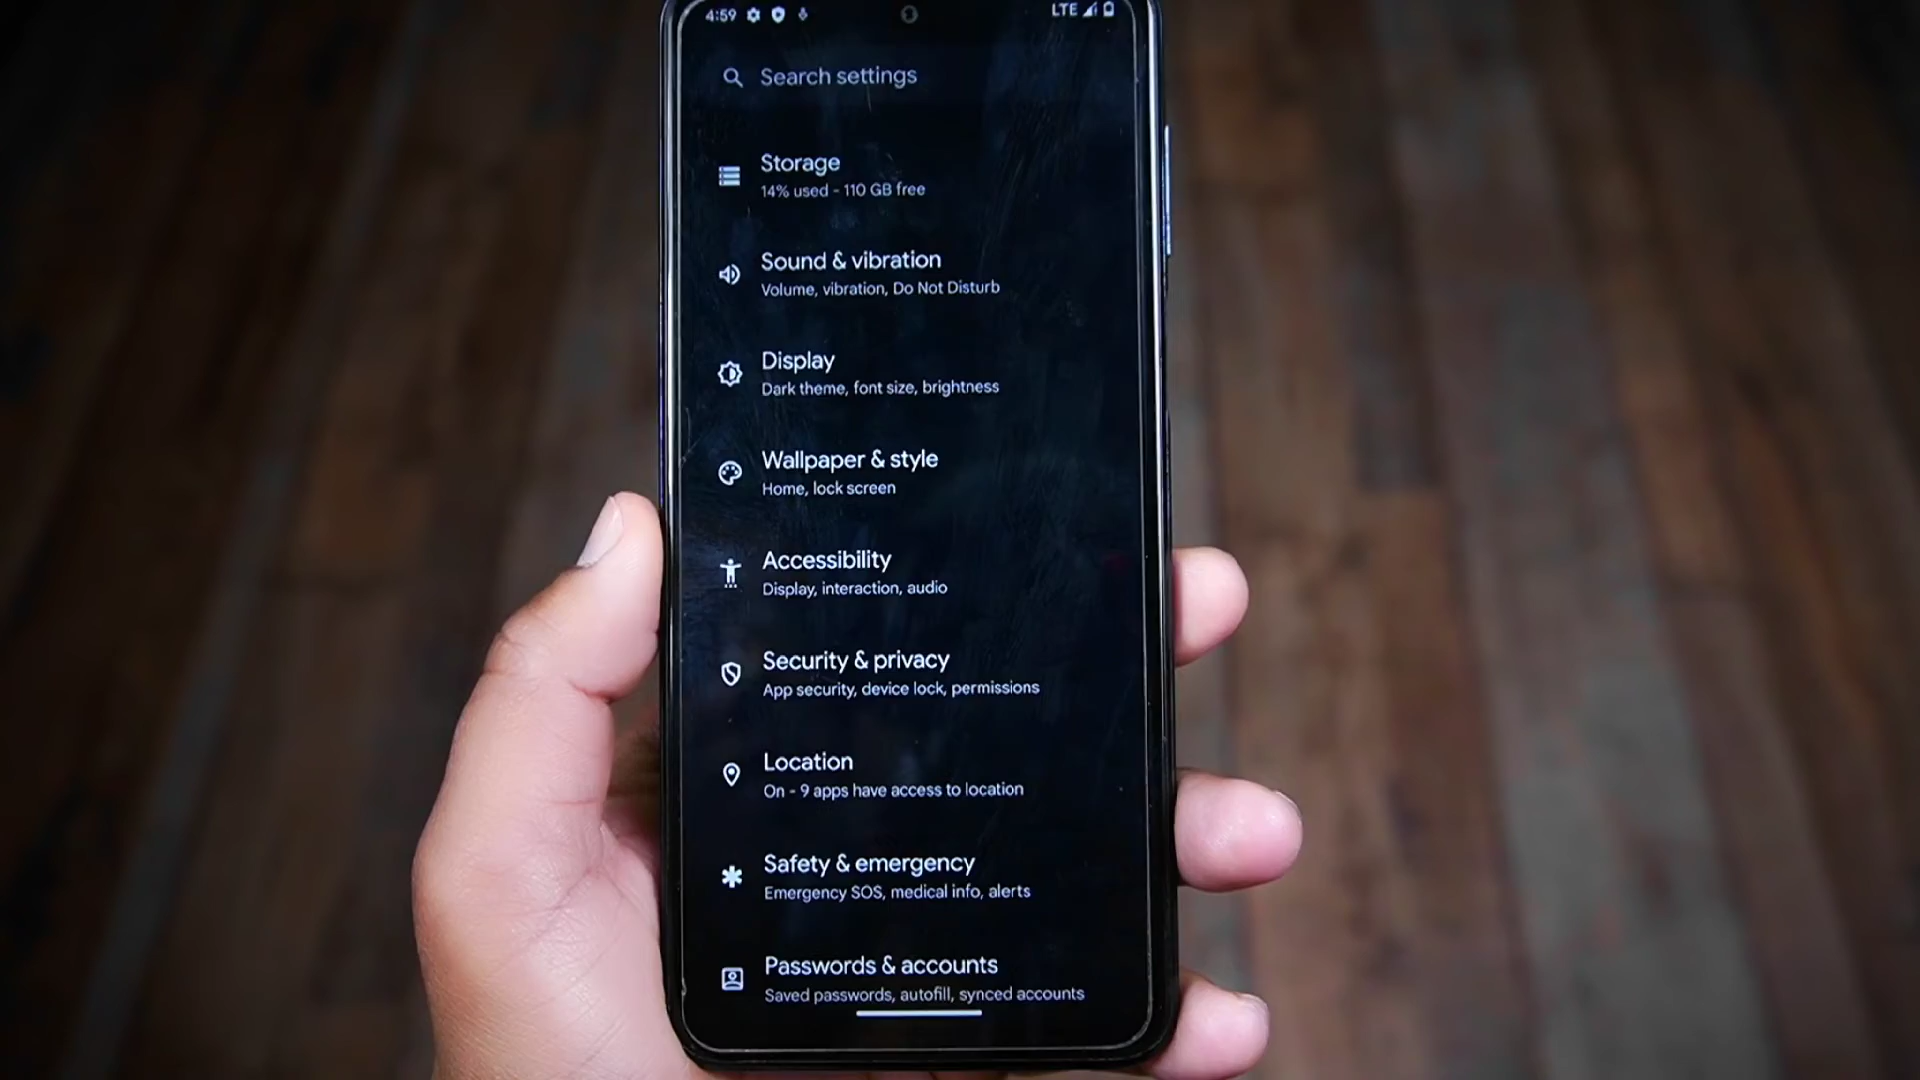 4:59 LTE
Search settings
Storage
14% used - 110 GB free
Sound & vibration
Volume, vibration, Do Not Disturb
Display
Dark theme, font size, brightness
Wallpaper & style
Home, lock screen
Accessibility
Display, interaction, audio
Security & privacy
App security, device lock, permissions
Location
On - 9 apps have access to location
Safety & emergency
Emergency SOS, medical info, alerts
Passwords & accounts
Saved passwords, autofill, synced accounts